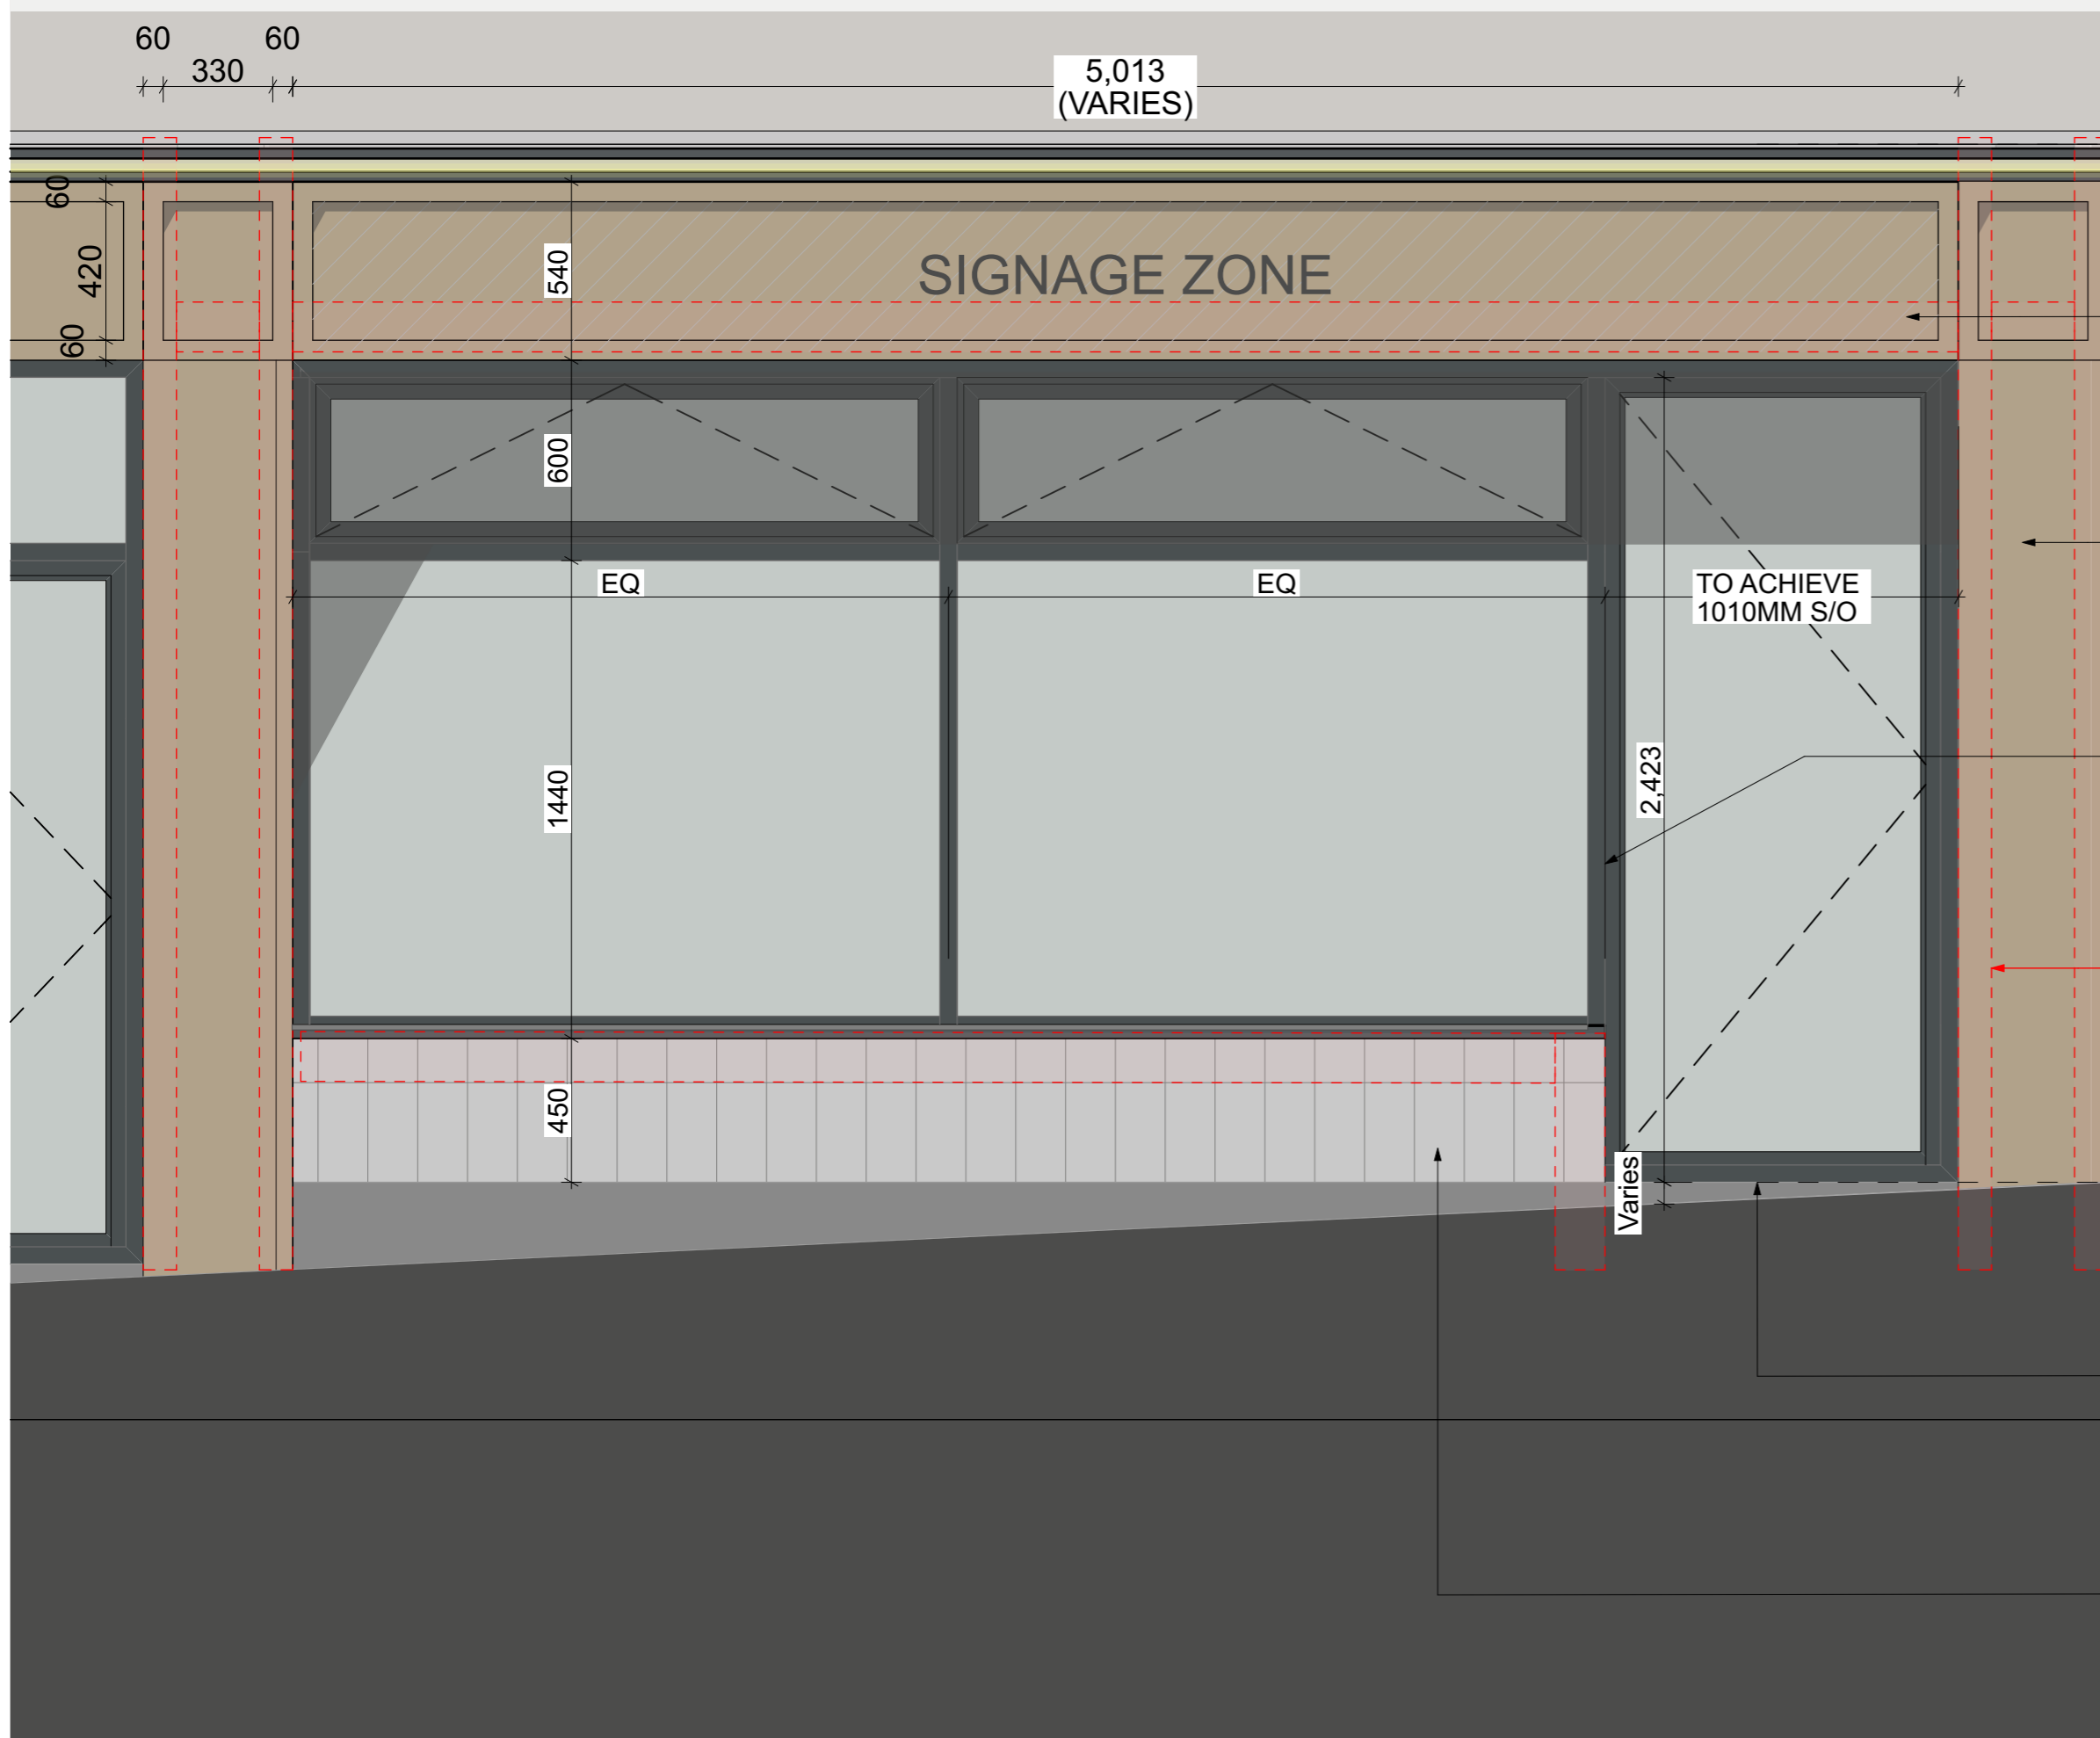 60
60
330
5,013
(VARIES)
60
420
60
540
SIGNAGE ZONE
600
EQ
EQ
TO ACHIEVE
1010MM S/O
1440
2,423
450
Varies